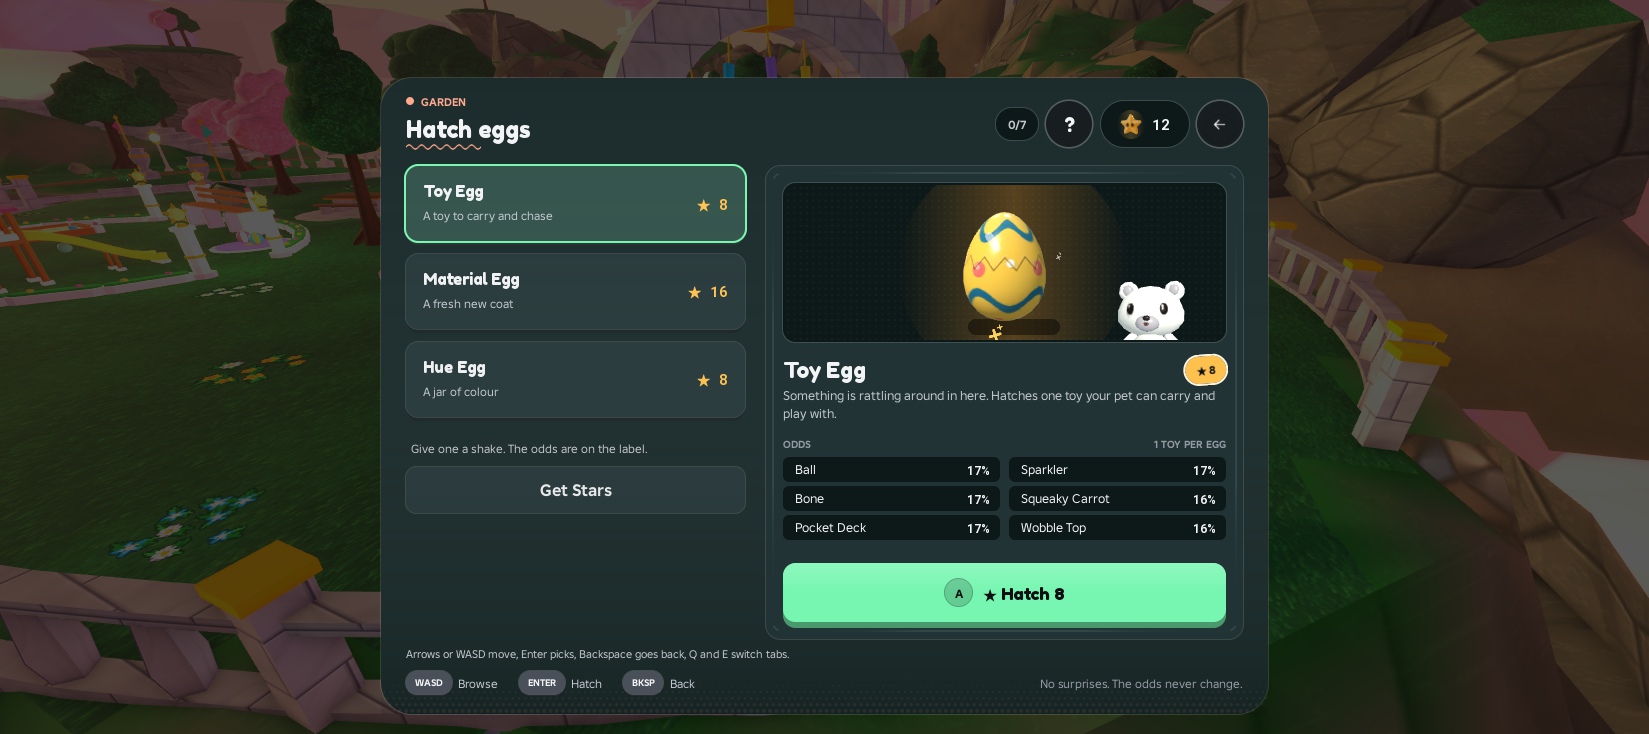 GARDEN
Hatch eggs
0/7
?
12
Toy Egg
A toy to carry and chase
★ 8
Material Egg
A fresh new coat
★ 16
Hue Egg
A jar of colour
★ 8
Give one a shake. The odds are on the label.
Get Stars
Toy Egg
★8
Something is rattling around in here. Hatches one toy your pet can carry and
play with.
ODDS
1 TOY PER EGG
Ball 17%
Sparkler 17%
Bone 17%
Squeaky Carrot 16%
Pocket Deck 17%
Wobble Top 16%
A ★ Hatch 8
Arrows or WASD move, Enter picks, Backspace goes back, Q and E switch tabs.
WASD Browse ENTER Hatch BKSP Back
No surprises. The odds never change.